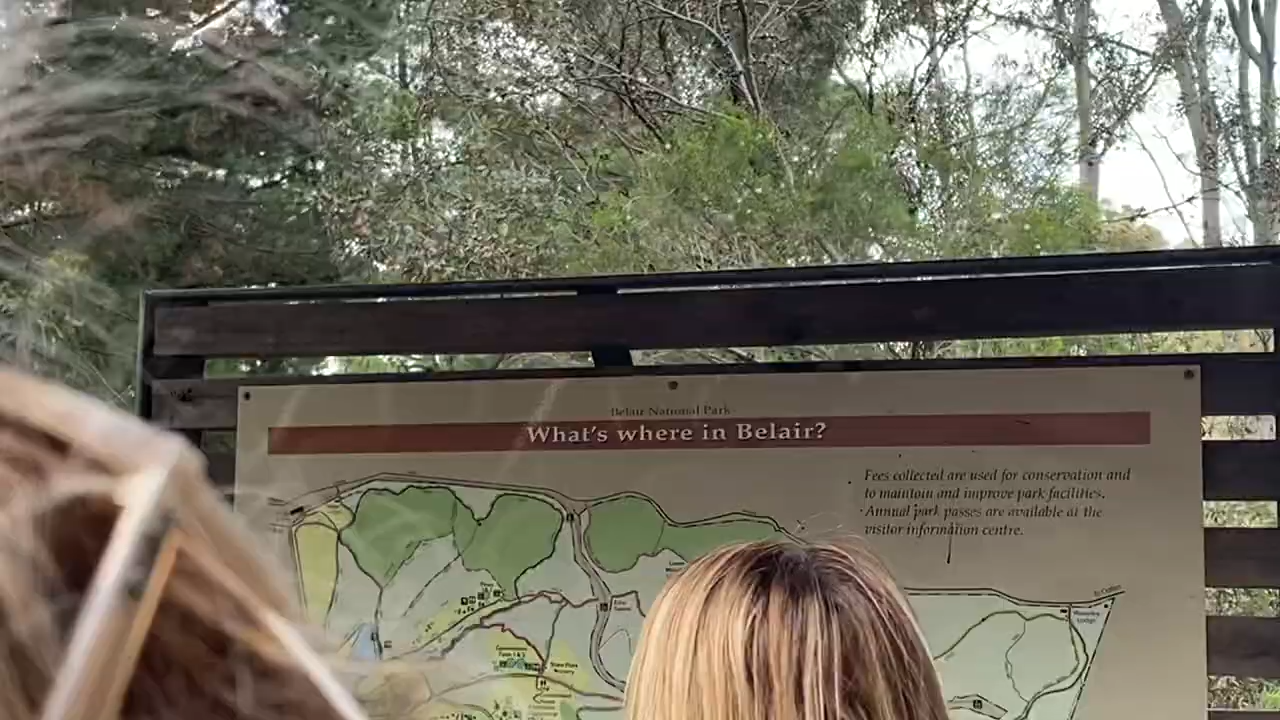 Belair National Park
What's where in Belair?
Fees collected are used for conservation and
to maintain and improve park facilities.
Annual park passes are available at the
visitor information centre.